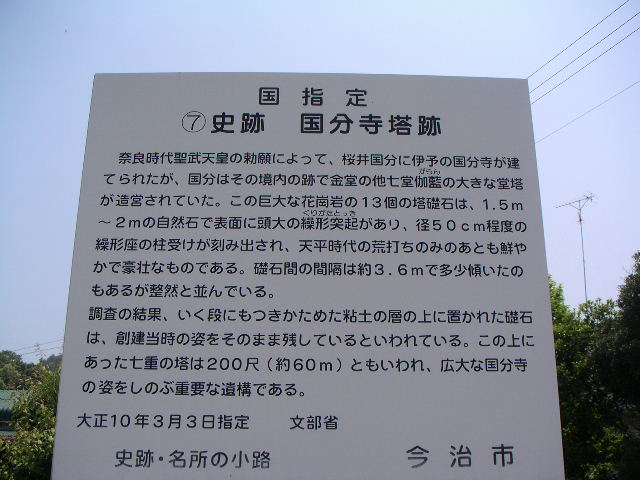 国指定
⑦史跡　国分寺塔跡
奈良時代聖武天皇の勅願によって、桜井国分に伊予の国分寺が建
がらん
てられたが、国分はその境内の跡で金堂の他七堂伽藍の大きな堂塔
が造営されていた。この巨大な花崗岩の13個の塔礎石は、1.5m
くりがたとっき
～2mの自然石で表面に頭大の繰形突起があり、径50cm程度の
繰形座の柱受けが刻み出され、天平時代の荒打ちのみのあとも鮮や
かで豪壮なものである。礎石間の間隔は約3.6mで多少傾いたの
もあるが整然と並んでいる。
調査の結果、いく段にもつきかためた粘土の層の上に置かれた礎石
は、創建当時の姿をそのまま残しているといわれている。この上に
あった七重の塔は200尺（約60m）ともいわれ、広大な国分寺
の姿をしのぶ重要な遺構である。
大正10年3月3日指定　文部省
史跡・名所の小路　今治市